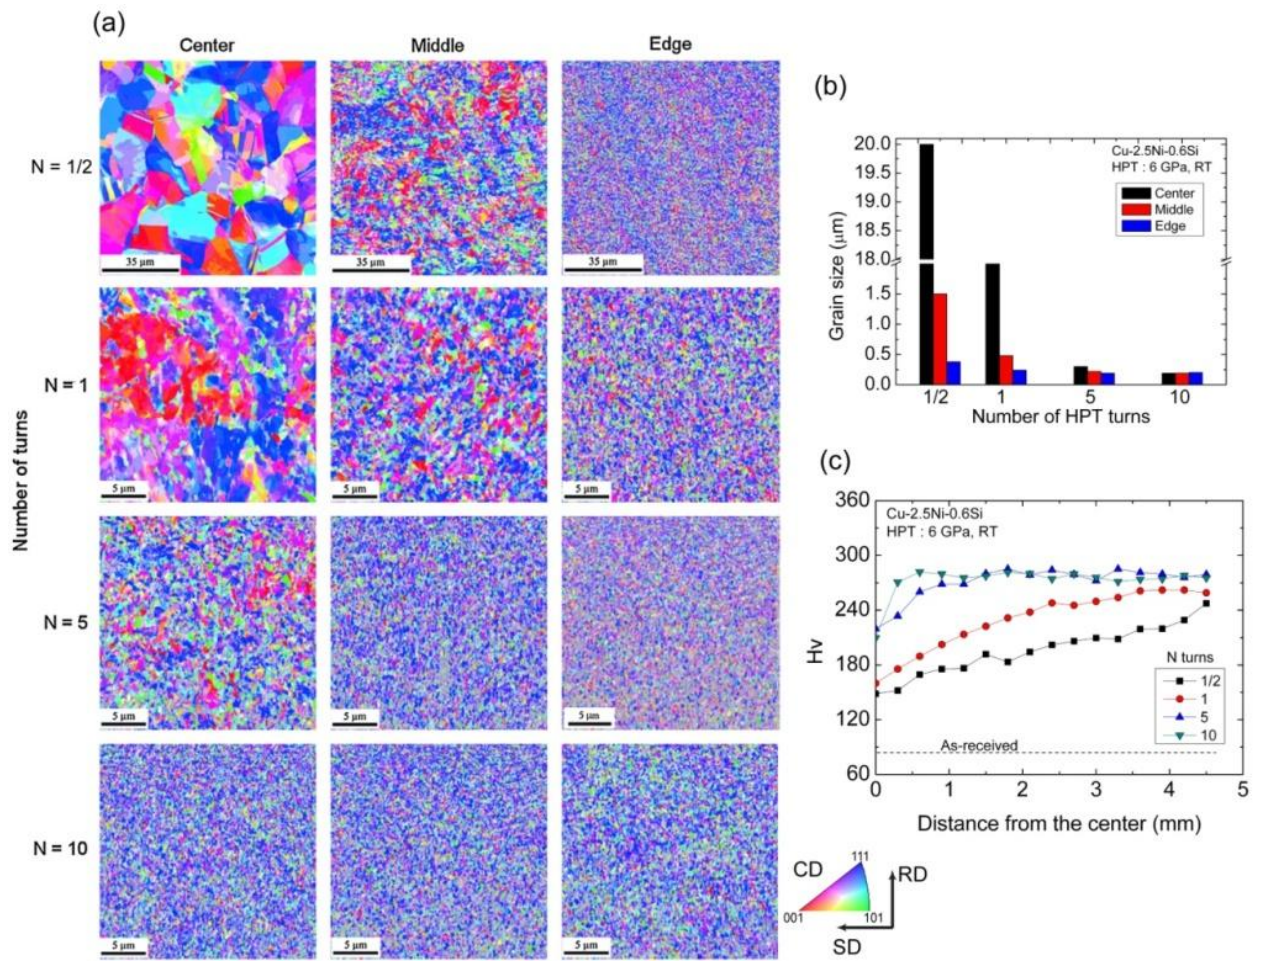 (a)
Center Middle Edge
N = 1/2
35 µm 35 µm 35 µm
N = 1
5 µm 5 µm 5 µm
Number of turns
N = 5
5 µm 5 µm 5 µm
N = 10
5 µm 5 µm 5 µm
(b)
Cu-2.5Ni-0.6Si
HPT : 6 GPa, RT
Center
Middle
Edge
Grain size (µm)
20.0
19.5
19.0
18.5
18.0
1.5
1.0
0.5
0.0
1/2 1 5 10
Number of HPT turns
(c)
Cu-2.5Ni-0.6Si
HPT : 6 GPa, RT
Hv
360
300
240
180
120
60
N turns
1/2
1
5
10
As-received
0 1 2 3 4 5
Distance from the center (mm)
CD 111 RD
001 101
SD